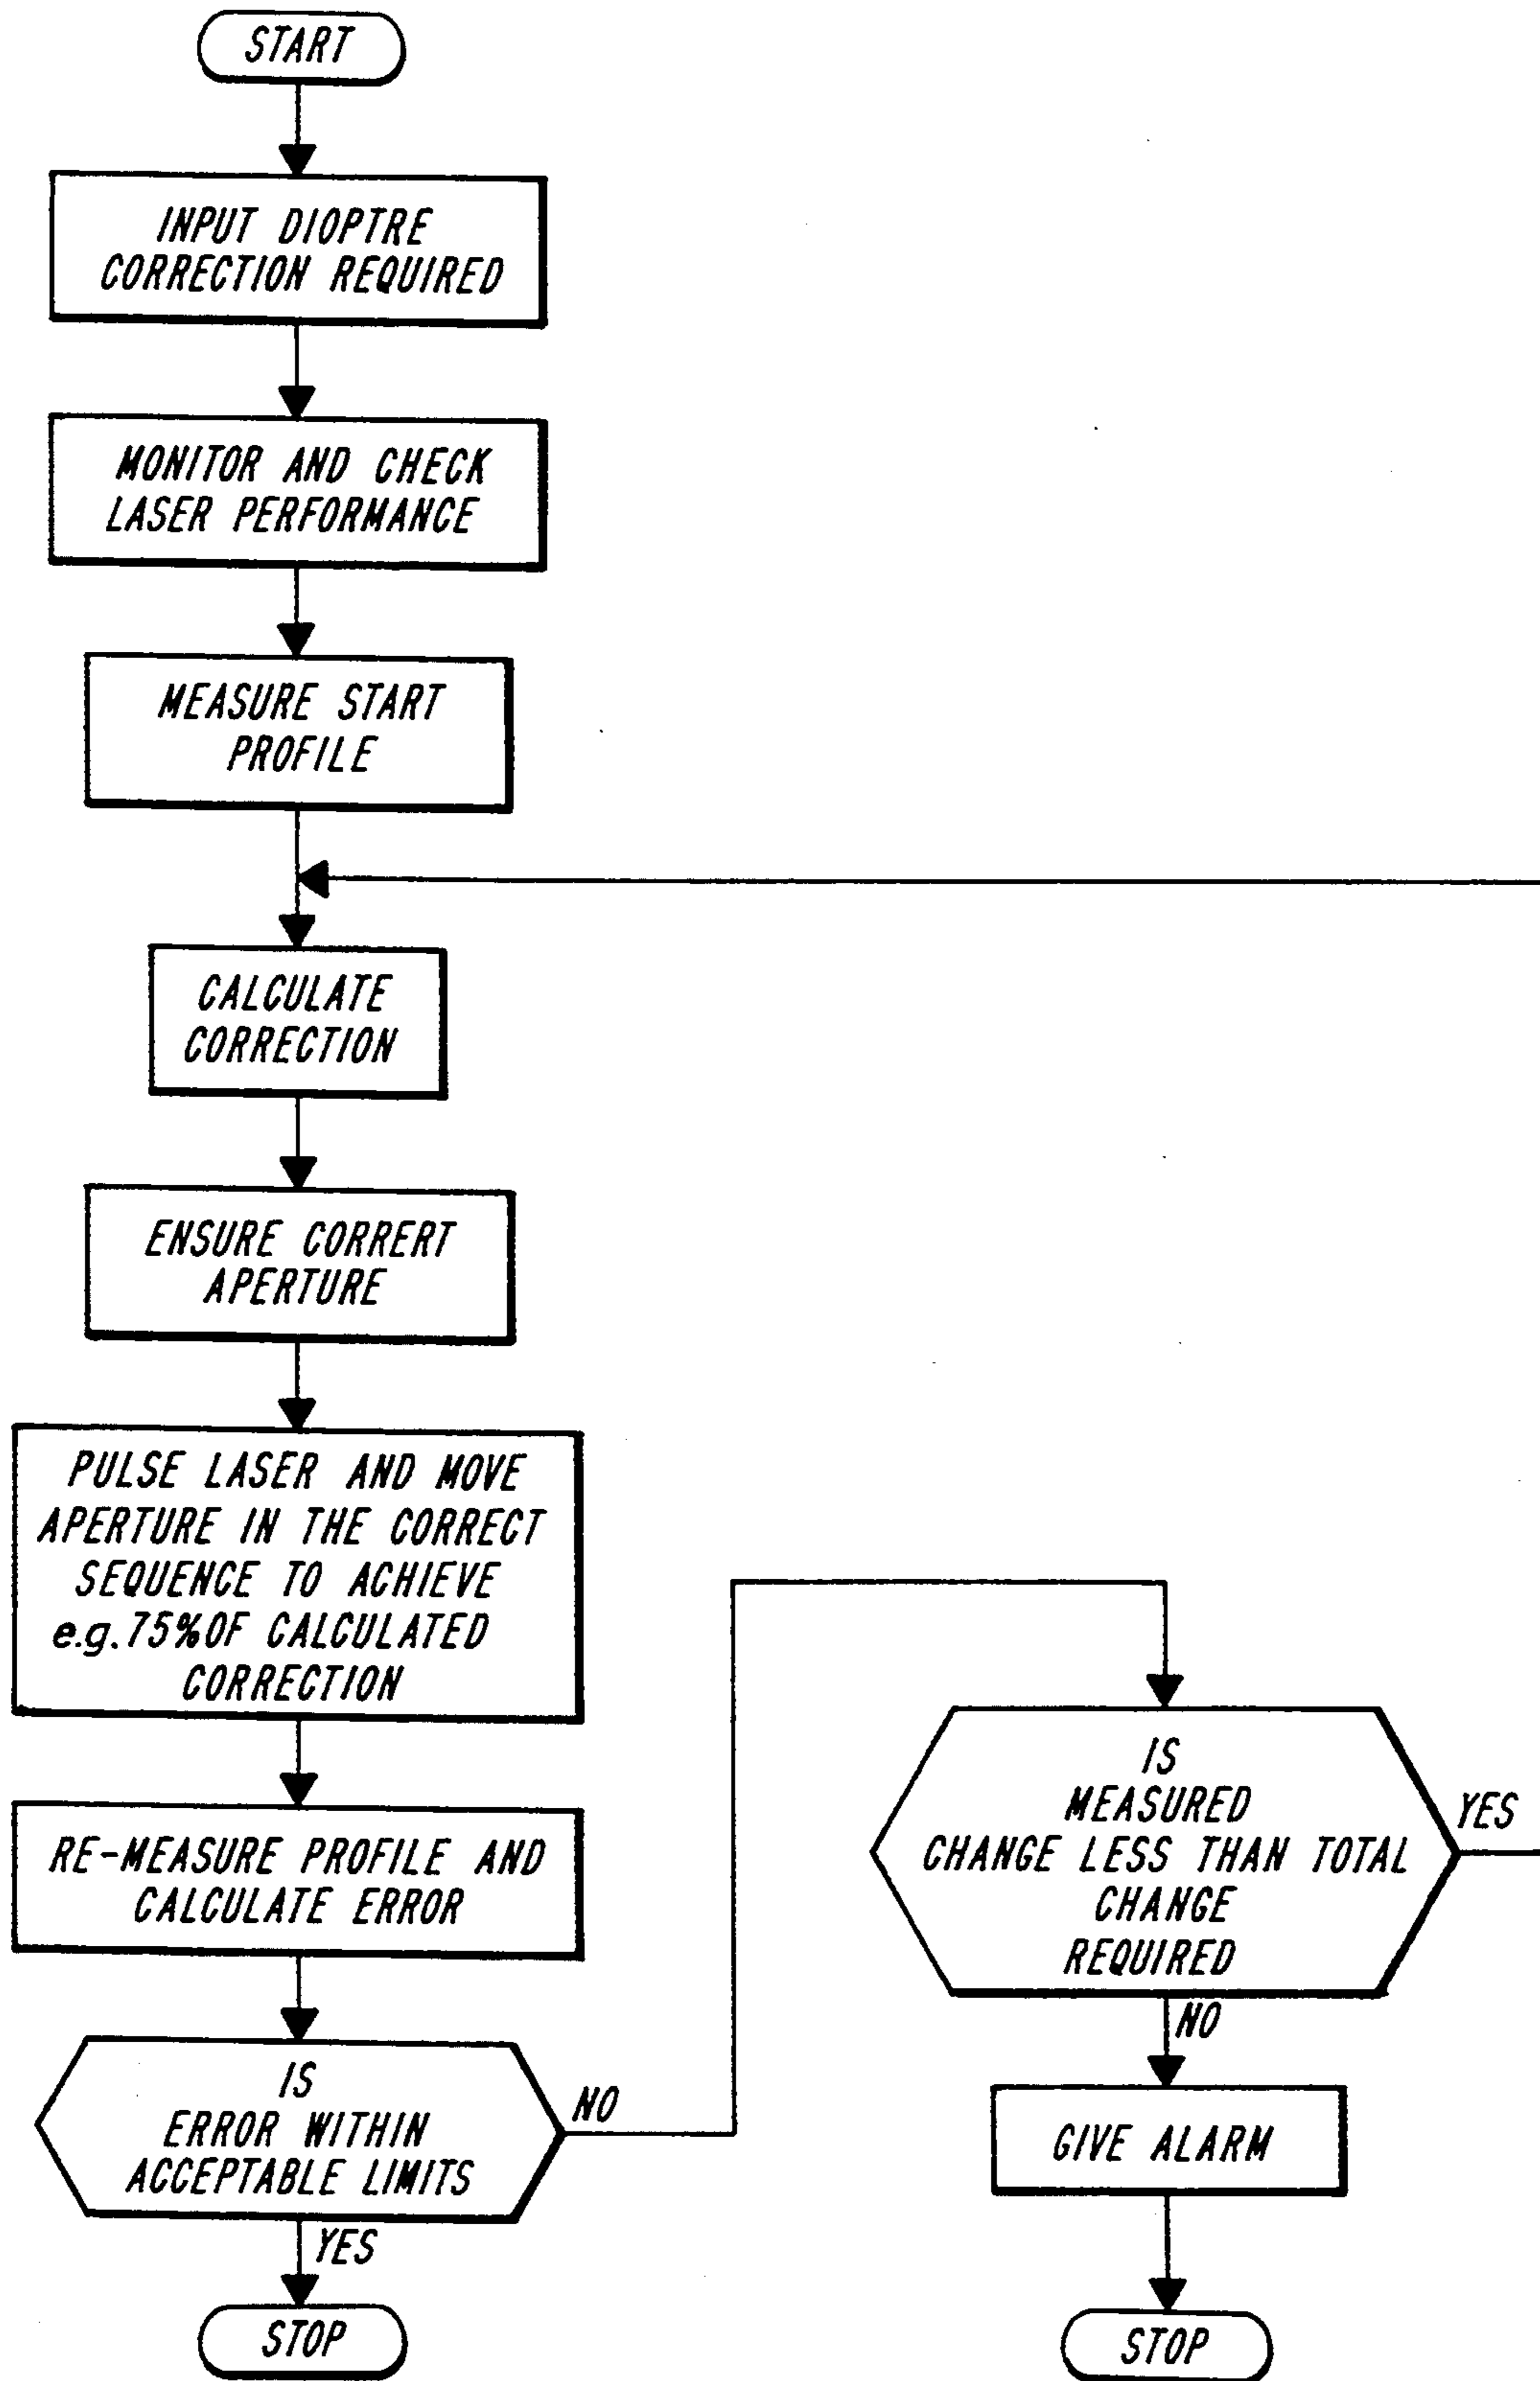 START
INPUT DIOPTRE
CORRECTION REQUIRED
MONITOR AND CHECK
LASER PERFORMANCE
MEASURE START
PROFILE
CALCULATE
CORRECTION
ENSURE CORRERT
APERTURE
PULSE LASER AND MOVE
APERTURE IN THE CORRECT
SEQUENCE TO ACHIEVE
e.g. 75% OF CALCULATED
CORRECTION
RE-MEASURE PROFILE AND
CALCULATE ERROR
IS
ERROR WITHIN
ACCEPTABLE LIMITS
NO
YES
STOP
IS
MEASURED
CHANGE LESS THAN TOTAL
CHANGE
REQUIRED
YES
NO
GIVE ALARM
STOP